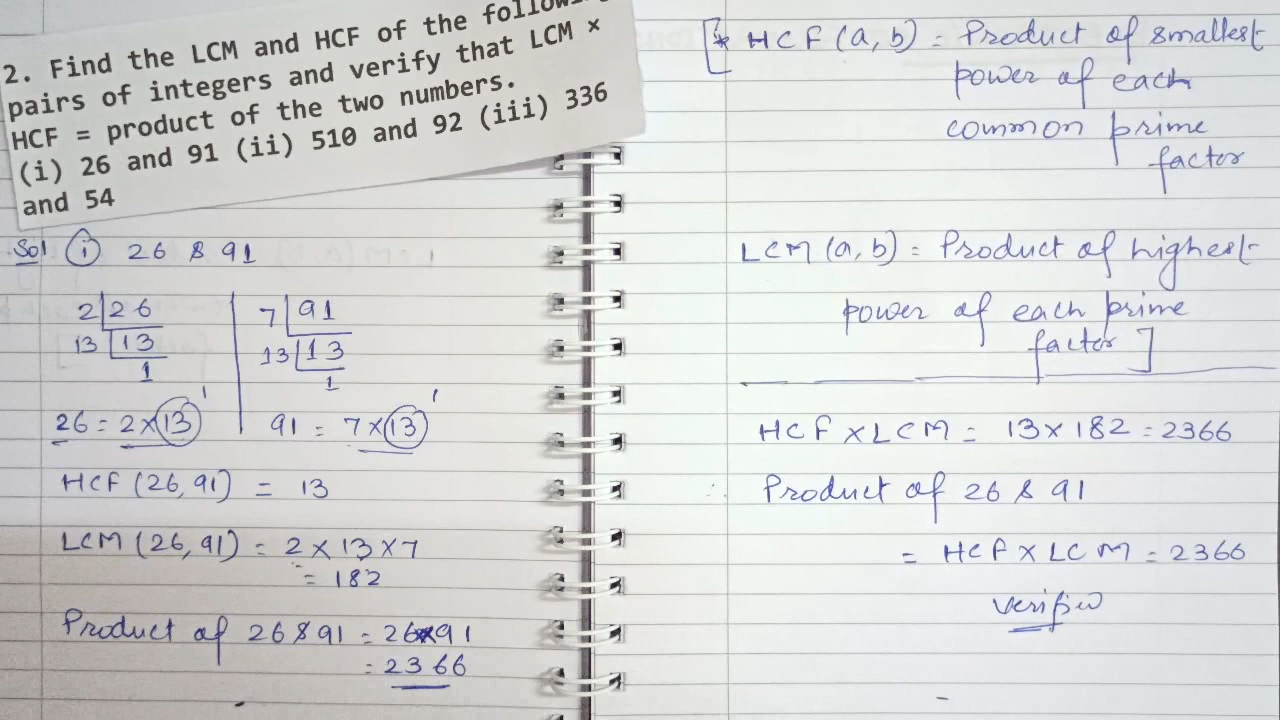 2. Find the LCM and HCF of the
pairs of integers and verify that LCM ×
HCF = product of the two numbers.
(i) 26 and 91 (ii) 510 and 92 (iii) 336
and 54
Sol (i) 26 & 91
2 26
13 13
1
7 91
13 13
1
26 = 2×13'
91 = 7×13'
HCF (26,91) = 13
LCM (26,91) = 2 × 13 × 7
= 182
Product of 26 & 91 = 26×91
= 2366
[* HCF (a,b) = Product of smallest
power of each
common prime
factor
LCM (a,b) = Product of highest
power of each prime
factor]
HCF × LCM = 13 × 182 = 2366
∴ Product of 26 & 91
= HCF × LCM = 2366
verified